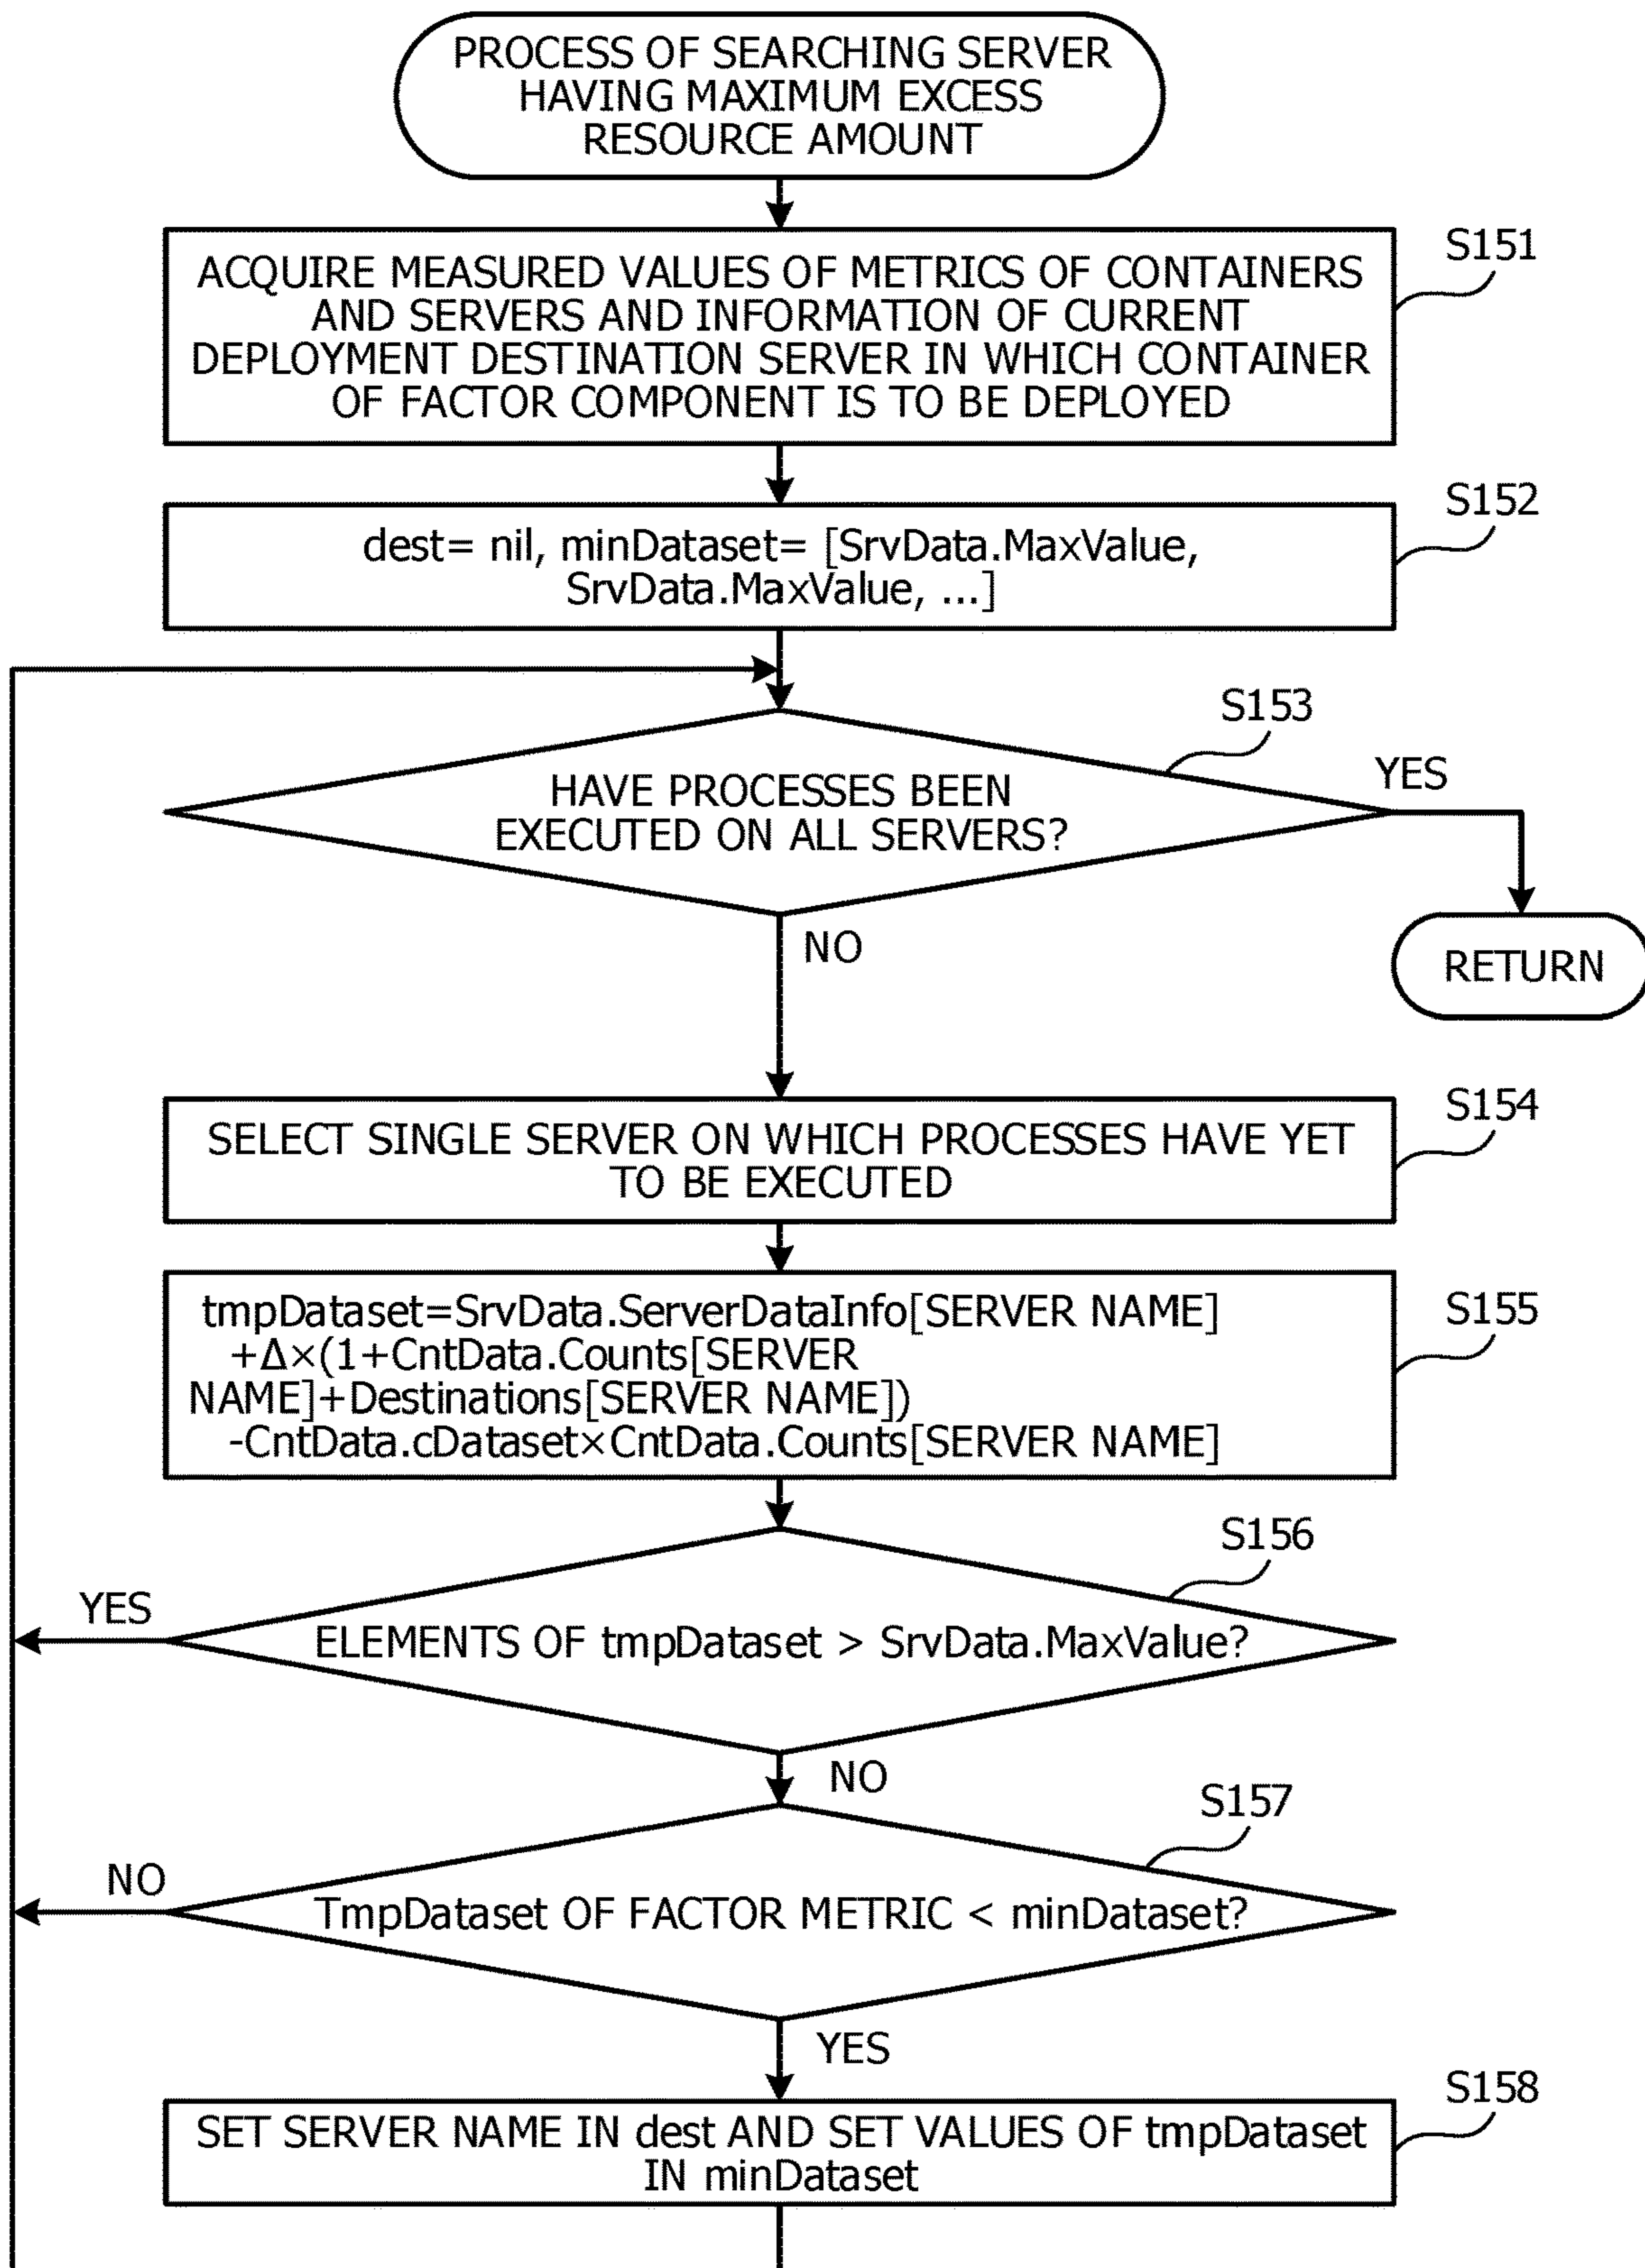 PROCESS OF SEARCHING SERVER
HAVING MAXIMUM EXCESS
RESOURCE AMOUNT
S151
ACQUIRE MEASURED VALUES OF METRICS OF CONTAINERS
AND SERVERS AND INFORMATION OF CURRENT
DEPLOYMENT DESTINATION SERVER IN WHICH CONTAINER
OF FACTOR COMPONENT IS TO BE DEPLOYED
S152
dest= nil, minDataset= [SrvData.MaxValue,
SrvData.MaxValue, ...]
S153
HAVE PROCESSES BEEN
EXECUTED ON ALL SERVERS?
YES
NO
RETURN
S154
SELECT SINGLE SERVER ON WHICH PROCESSES HAVE YET
TO BE EXECUTED
S155
tmpDataset=SrvData.ServerDataInfo[SERVER NAME]
+Δ×(1+CntData.Counts[SERVER
NAME]+Destinations[SERVER NAME])
-CntData.cDataset×CntData.Counts[SERVER NAME]
S156
YES
ELEMENTS OF tmpDataset > SrvData.MaxValue?
NO
S157
NO
TmpDataset OF FACTOR METRIC < minDataset?
YES
S158
SET SERVER NAME IN dest AND SET VALUES OF tmpDataset
IN minDataset